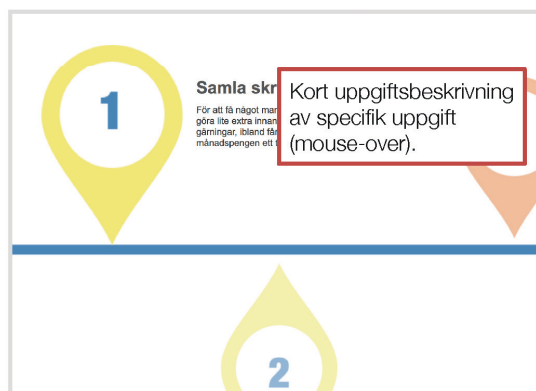 1
Samla skr
För att få något mar
göra lite extra innan
gärningar, ibland får
månadspengen ett t
Kort uppgiftsbeskrivning
av specifik uppgift
(mouse-over).
2